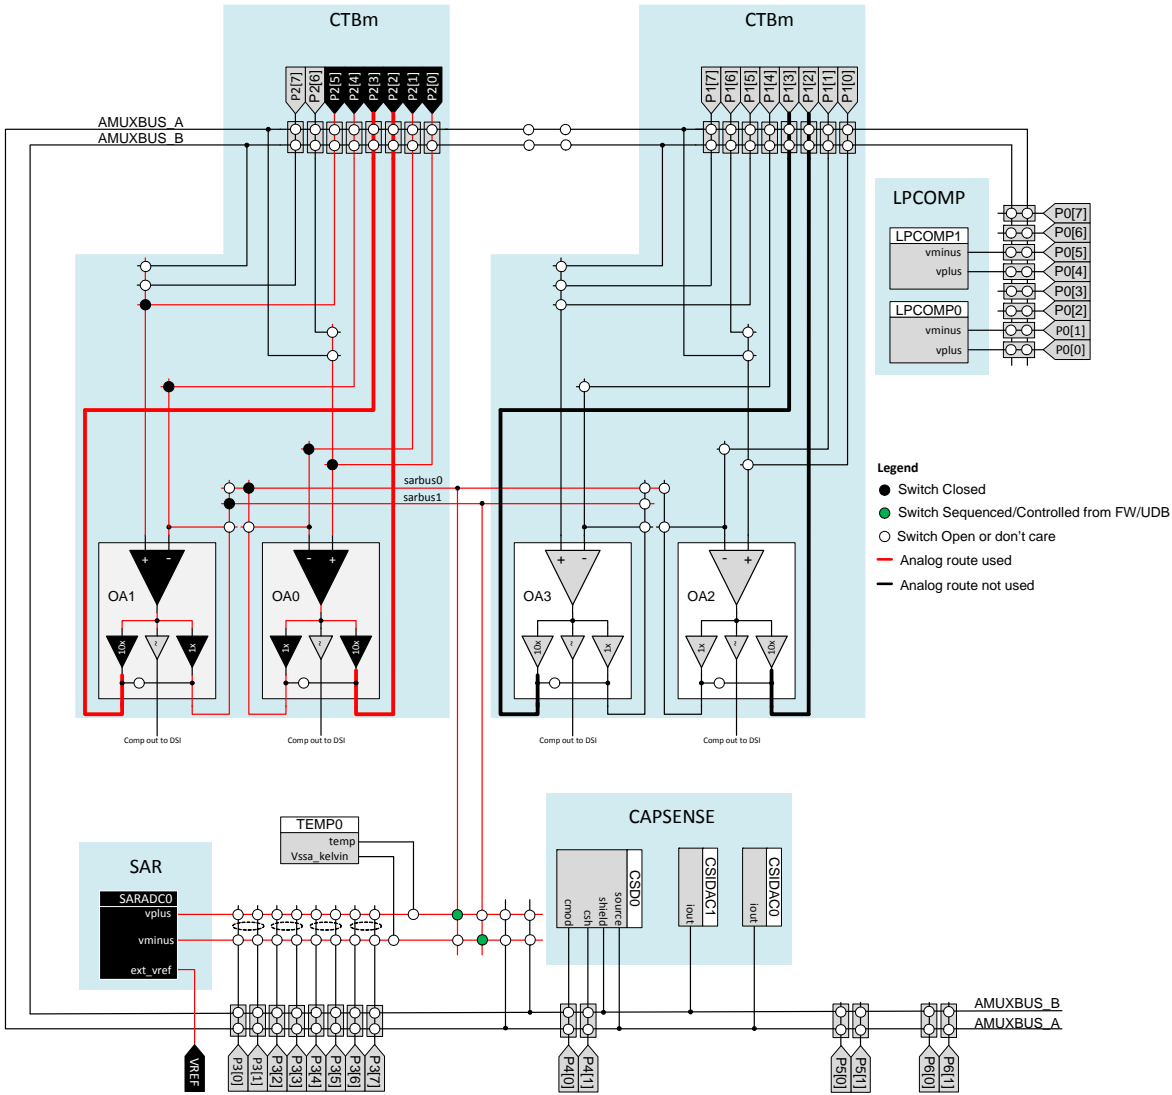 CTBm
CTBm
P2[7]
P2[6]
P2[5]
P2[4]
P2[3]
P2[2]
P2[1]
P2[0]
P1[7]
P1[6]
P1[5]
P1[4]
P1[3]
P1[2]
P1[1]
P1[0]
AMUXBUS_A
AMUXBUS_B
LPCOMP
LPCOMP1
vminus
vplus
LPCOMP0
vminus
vplus
P0[7]
P0[6]
P0[5]
P0[4]
P0[3]
P0[2]
P0[1]
P0[0]
Legend
Switch Closed
Switch Sequenced/Controlled from FW/UDB
Switch Open or don't care
Analog route used
Analog route not used
sarbus0
sarbus1
+ -
OA1
10x
~
1x
- +
OA0
1x
~
10x
+ -
OA3
10x
~
1x
- +
OA2
1x
~
10x
Comp out to DSI
Comp out to DSI
Comp out to DSI
Comp out to DSI
SAR
SARADC0
vplus
vminus
ext_vref
VREF
TEMP0
temp
Vssa_kelvin
CAPSENSE
CSD0
cmod
csh
shield
source
CSIDAC1
iout
CSIDAC0
iout
AMUXBUS_B
AMUXBUS_A
P3[0]
P3[1]
P3[2]
P3[3]
P3[4]
P3[5]
P3[6]
P3[7]
P4[0]
P4[1]
P5[0]
P5[1]
P6[0]
P6[1]